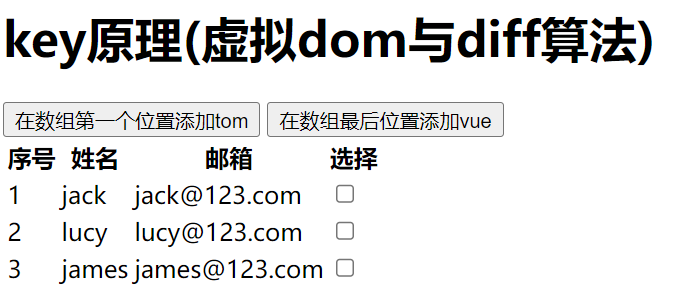 key原理(虚拟dom与diff算法)
在数组第一个位置添加tom 在数组最后位置添加vue
序号 姓名 邮箱 选择
1 jack jack@123.com
2 lucy lucy@123.com
3 james james@123.com